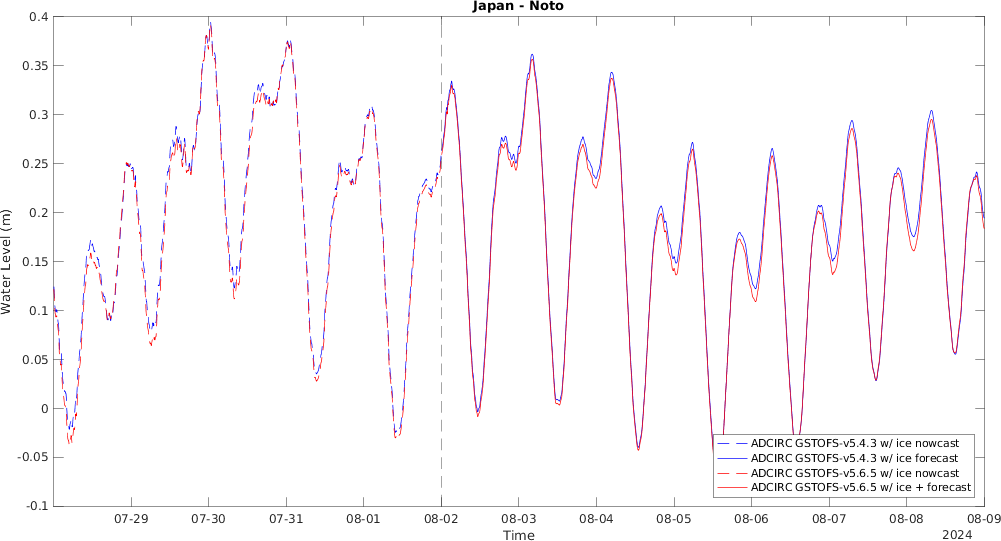 Japan - Noto
Water Level (m)
0.4
0.35
0.3
0.25
0.2
0.15
0.1
0.05
0
-0.05
-0.1
ADCIRC GSTOFS-v5.4.3 w/ ice nowcast
ADCIRC GSTOFS-v5.4.3 w/ ice forecast
ADCIRC GSTOFS-v5.6.5 w/ ice nowcast
ADCIRC GSTOFS-v5.6.5 w/ ice + forecast
07-29 07-30 07-31 08-01 08-02 08-03 08-04 08-05 08-06 08-07 08-08 08-09
Time
2024